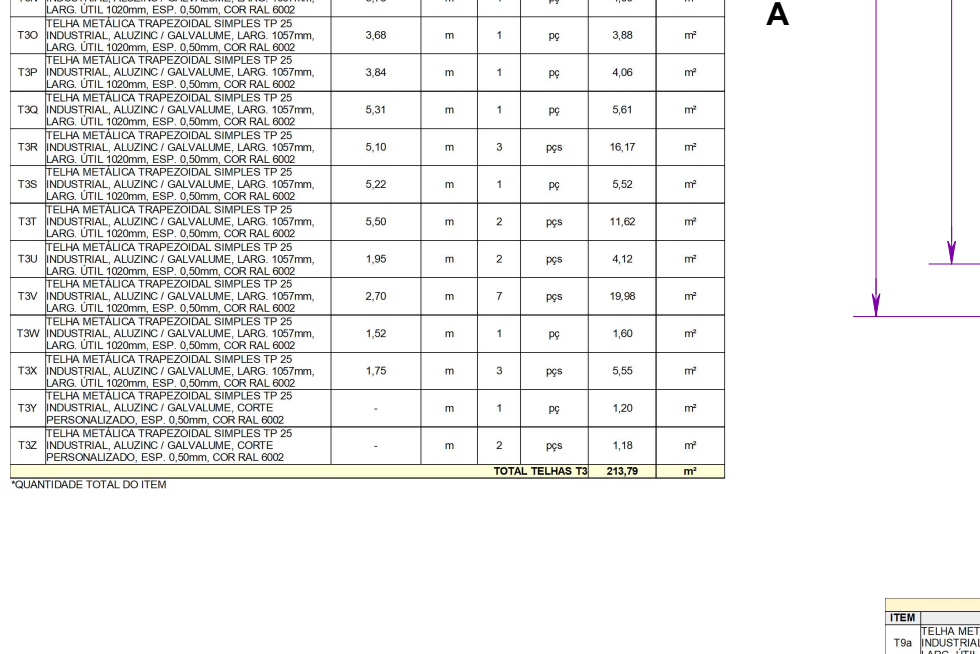 LARG. ÚTIL 1020mm, ESP. 0,50mm, COR RAL 6002
T3O TELHA METÁLICA TRAPEZOIDAL SIMPLES TP 25
INDUSTRIAL, ALUZINC / GALVALUME, LARG. 1057mm, 3,68 m 1 pç 3,88 m²
LARG. ÚTIL 1020mm, ESP. 0,50mm, COR RAL 6002
T3P TELHA METÁLICA TRAPEZOIDAL SIMPLES TP 25
INDUSTRIAL, ALUZINC / GALVALUME, LARG. 1057mm, 3,84 m 1 pç 4,06 m²
LARG. ÚTIL 1020mm, ESP. 0,50mm, COR RAL 6002
T3Q TELHA METÁLICA TRAPEZOIDAL SIMPLES TP 25
INDUSTRIAL, ALUZINC / GALVALUME, LARG. 1057mm, 5,31 m 1 pç 5,61 m²
LARG. ÚTIL 1020mm, ESP. 0,50mm, COR RAL 6002
T3R TELHA METÁLICA TRAPEZOIDAL SIMPLES TP 25
INDUSTRIAL, ALUZINC / GALVALUME, LARG. 1057mm, 5,10 m 3 pçs 16,17 m²
LARG. ÚTIL 1020mm, ESP. 0,50mm, COR RAL 6002
T3S TELHA METÁLICA TRAPEZOIDAL SIMPLES TP 25
INDUSTRIAL, ALUZINC / GALVALUME, LARG. 1057mm, 5,22 m 1 pç 5,52 m²
LARG. ÚTIL 1020mm, ESP. 0,50mm, COR RAL 6002
T3T TELHA METÁLICA TRAPEZOIDAL SIMPLES TP 25
INDUSTRIAL, ALUZINC / GALVALUME, LARG. 1057mm, 5,50 m 2 pçs 11,62 m²
LARG. ÚTIL 1020mm, ESP. 0,50mm, COR RAL 6002
T3U TELHA METÁLICA TRAPEZOIDAL SIMPLES TP 25
INDUSTRIAL, ALUZINC / GALVALUME, LARG. 1057mm, 1,95 m 2 pçs 4,12 m²
LARG. ÚTIL 1020mm, ESP. 0,50mm, COR RAL 6002
T3V TELHA METÁLICA TRAPEZOIDAL SIMPLES TP 25
INDUSTRIAL, ALUZINC / GALVALUME, LARG. 1057mm, 2,70 m 7 pçs 19,98 m²
LARG. ÚTIL 1020mm, ESP. 0,50mm, COR RAL 6002
T3W TELHA METÁLICA TRAPEZOIDAL SIMPLES TP 25
INDUSTRIAL, ALUZINC / GALVALUME, LARG. 1057mm, 1,52 m 1 pç 1,60 m²
LARG. ÚTIL 1020mm, ESP. 0,50mm, COR RAL 6002
T3X TELHA METÁLICA TRAPEZOIDAL SIMPLES TP 25
INDUSTRIAL, ALUZINC / GALVALUME, LARG. 1057mm, 1,75 m 3 pçs 5,55 m²
LARG. ÚTIL 1020mm, ESP. 0,50mm, COR RAL 6002
T3Y TELHA METÁLICA TRAPEZOIDAL SIMPLES TP 25
INDUSTRIAL, ALUZINC / GALVALUME, CORTE - m 1 pç 1,20 m²
PERSONALIZADO, ESP. 0,50mm, COR RAL 6002
T3Z TELHA METÁLICA TRAPEZOIDAL SIMPLES TP 25
INDUSTRIAL, ALUZINC / GALVALUME, CORTE - m 2 pçs 1,18 m²
PERSONALIZADO, ESP. 0,50mm, COR RAL 6002
TOTAL TELHAS T3 213,79 m²
*QUANTIDADE TOTAL DO ITEM
A
ITEM
T9a TELHA MET
INDUSTRIAL